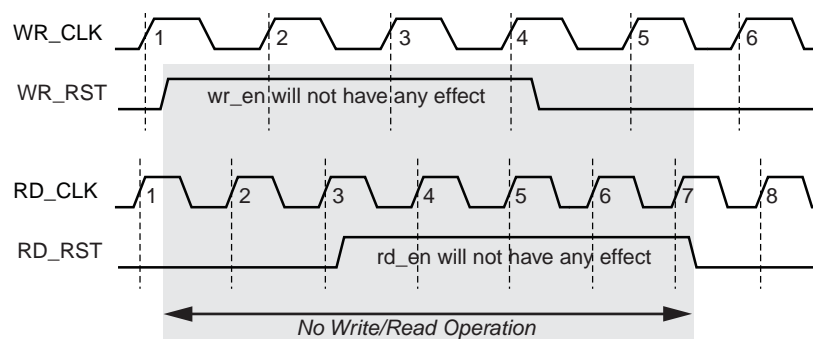 WR_CLK 1 2 3 4 5 6
WR_RST wr_en will not have any effect
RD_CLK 1 2 3 4 5 6 7 8
RD_RST rd_en will not have any effect
No Write/Read Operation